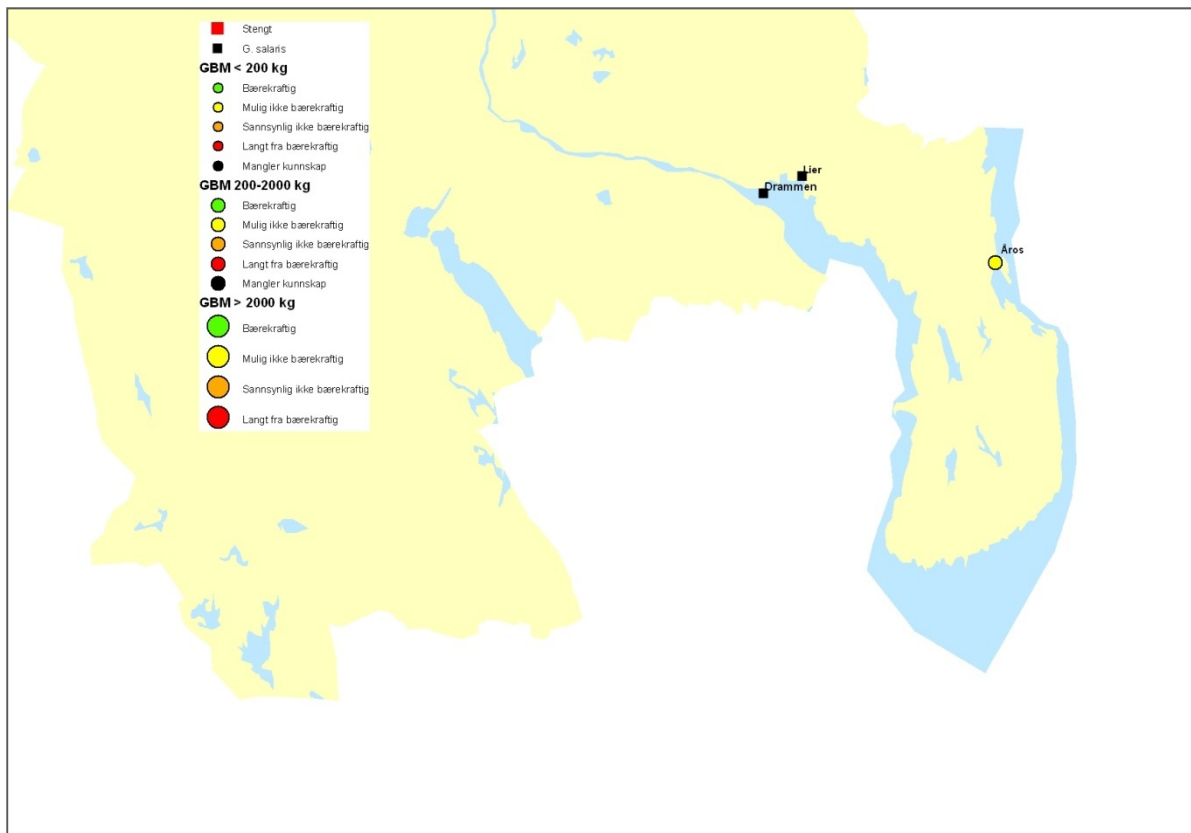 Stengt
G. salaris
GBM < 200 kg
Bærekraftig
Mulig ikke bærekraftig
Sannsynlig ikke bærekraftig
Langt fra bærekraftig
Mangler kunnskap
GBM 200-2000 kg
Bærekraftig
Mulig ikke bærekraftig
Sannsynlig ikke bærekraftig
Langt fra bærekraftig
Mangler kunnskap
GBM > 2000 kg
Bærekraftig
Mulig ikke bærekraftig
Sannsynlig ikke bærekraftig
Langt fra bærekraftig
Lier
Drammen
Åros